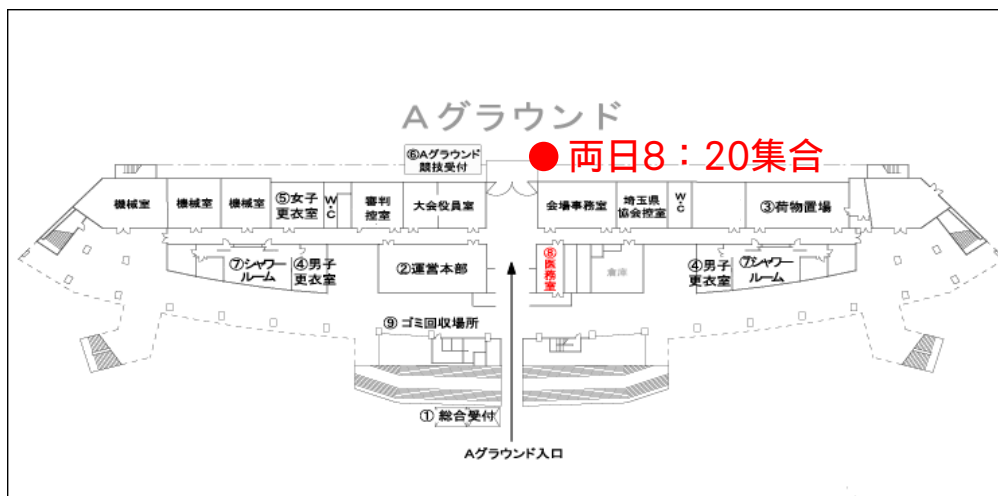 Aグラウンド
● 両日8：20集合
⑥Aグラウンド
競技受付
機械室
機械室
機械室
⑤女子
更衣室
W・C
審判
控室
大会役員室
会場事務室
埼玉県
協会控室
W・C
③荷物置場
⑦シャワー
ルーム
④男子
更衣室
②運営本部
⑧医務室
倉庫
④男子
更衣室
⑦シャワー
ルーム
⑨ゴミ回収場所
① 総合受付
Aグラウンド入口